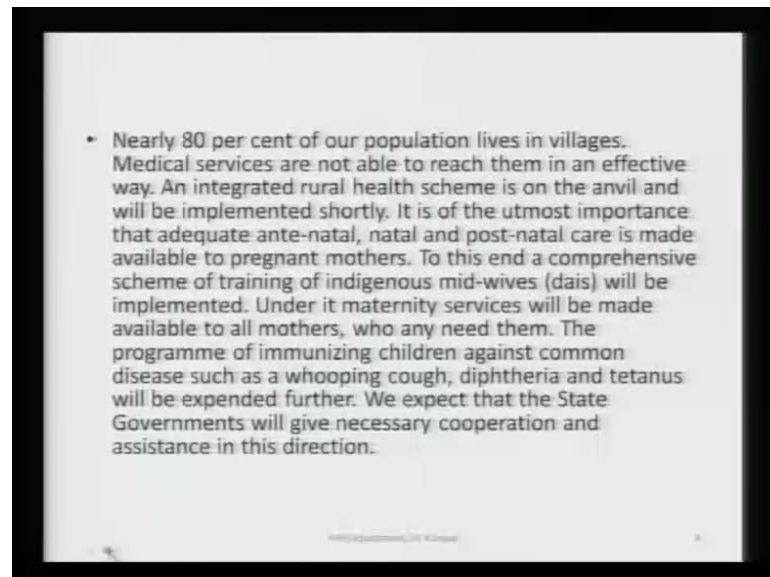 • Nearly 80 per cent of our population lives in villages.
Medical services are not able to reach them in an effective
way. An integrated rural health scheme is on the anvil and
will be implemented shortly. It is of the utmost importance
that adequate ante-natal, natal and post-natal care is made
available to pregnant mothers. To this end a comprehensive
scheme of training of indigenous mid-wives (dais) will be
implemented. Under it maternity services will be made
available to all mothers, who any need them. The
programme of immunizing children against common
disease such as a whooping cough, diphtheria and tetanus
will be expended further. We expect that the State
Governments will give necessary cooperation and
assistance in this direction.